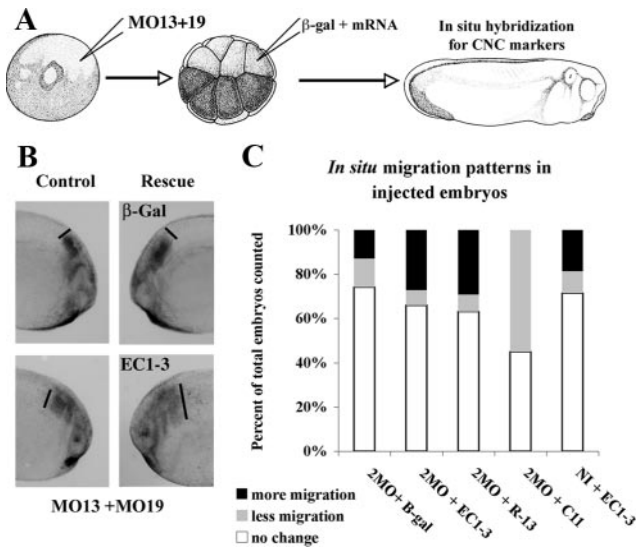 A
MO13+19
β-gal + mRNA
In situ hybridization
for CNC markers
B
Control
Rescue
β-Gal
EC1-3
MO13 +MO19
C
In situ migration patterns in
injected embryos
Percent of total embryos counted
100%
80%
60%
40%
20%
0%
2MO+ B-gal
2MO + EC1-3
2MO + R-13
2MO + C11
NI + EC1-3
more migration
less migration
no change